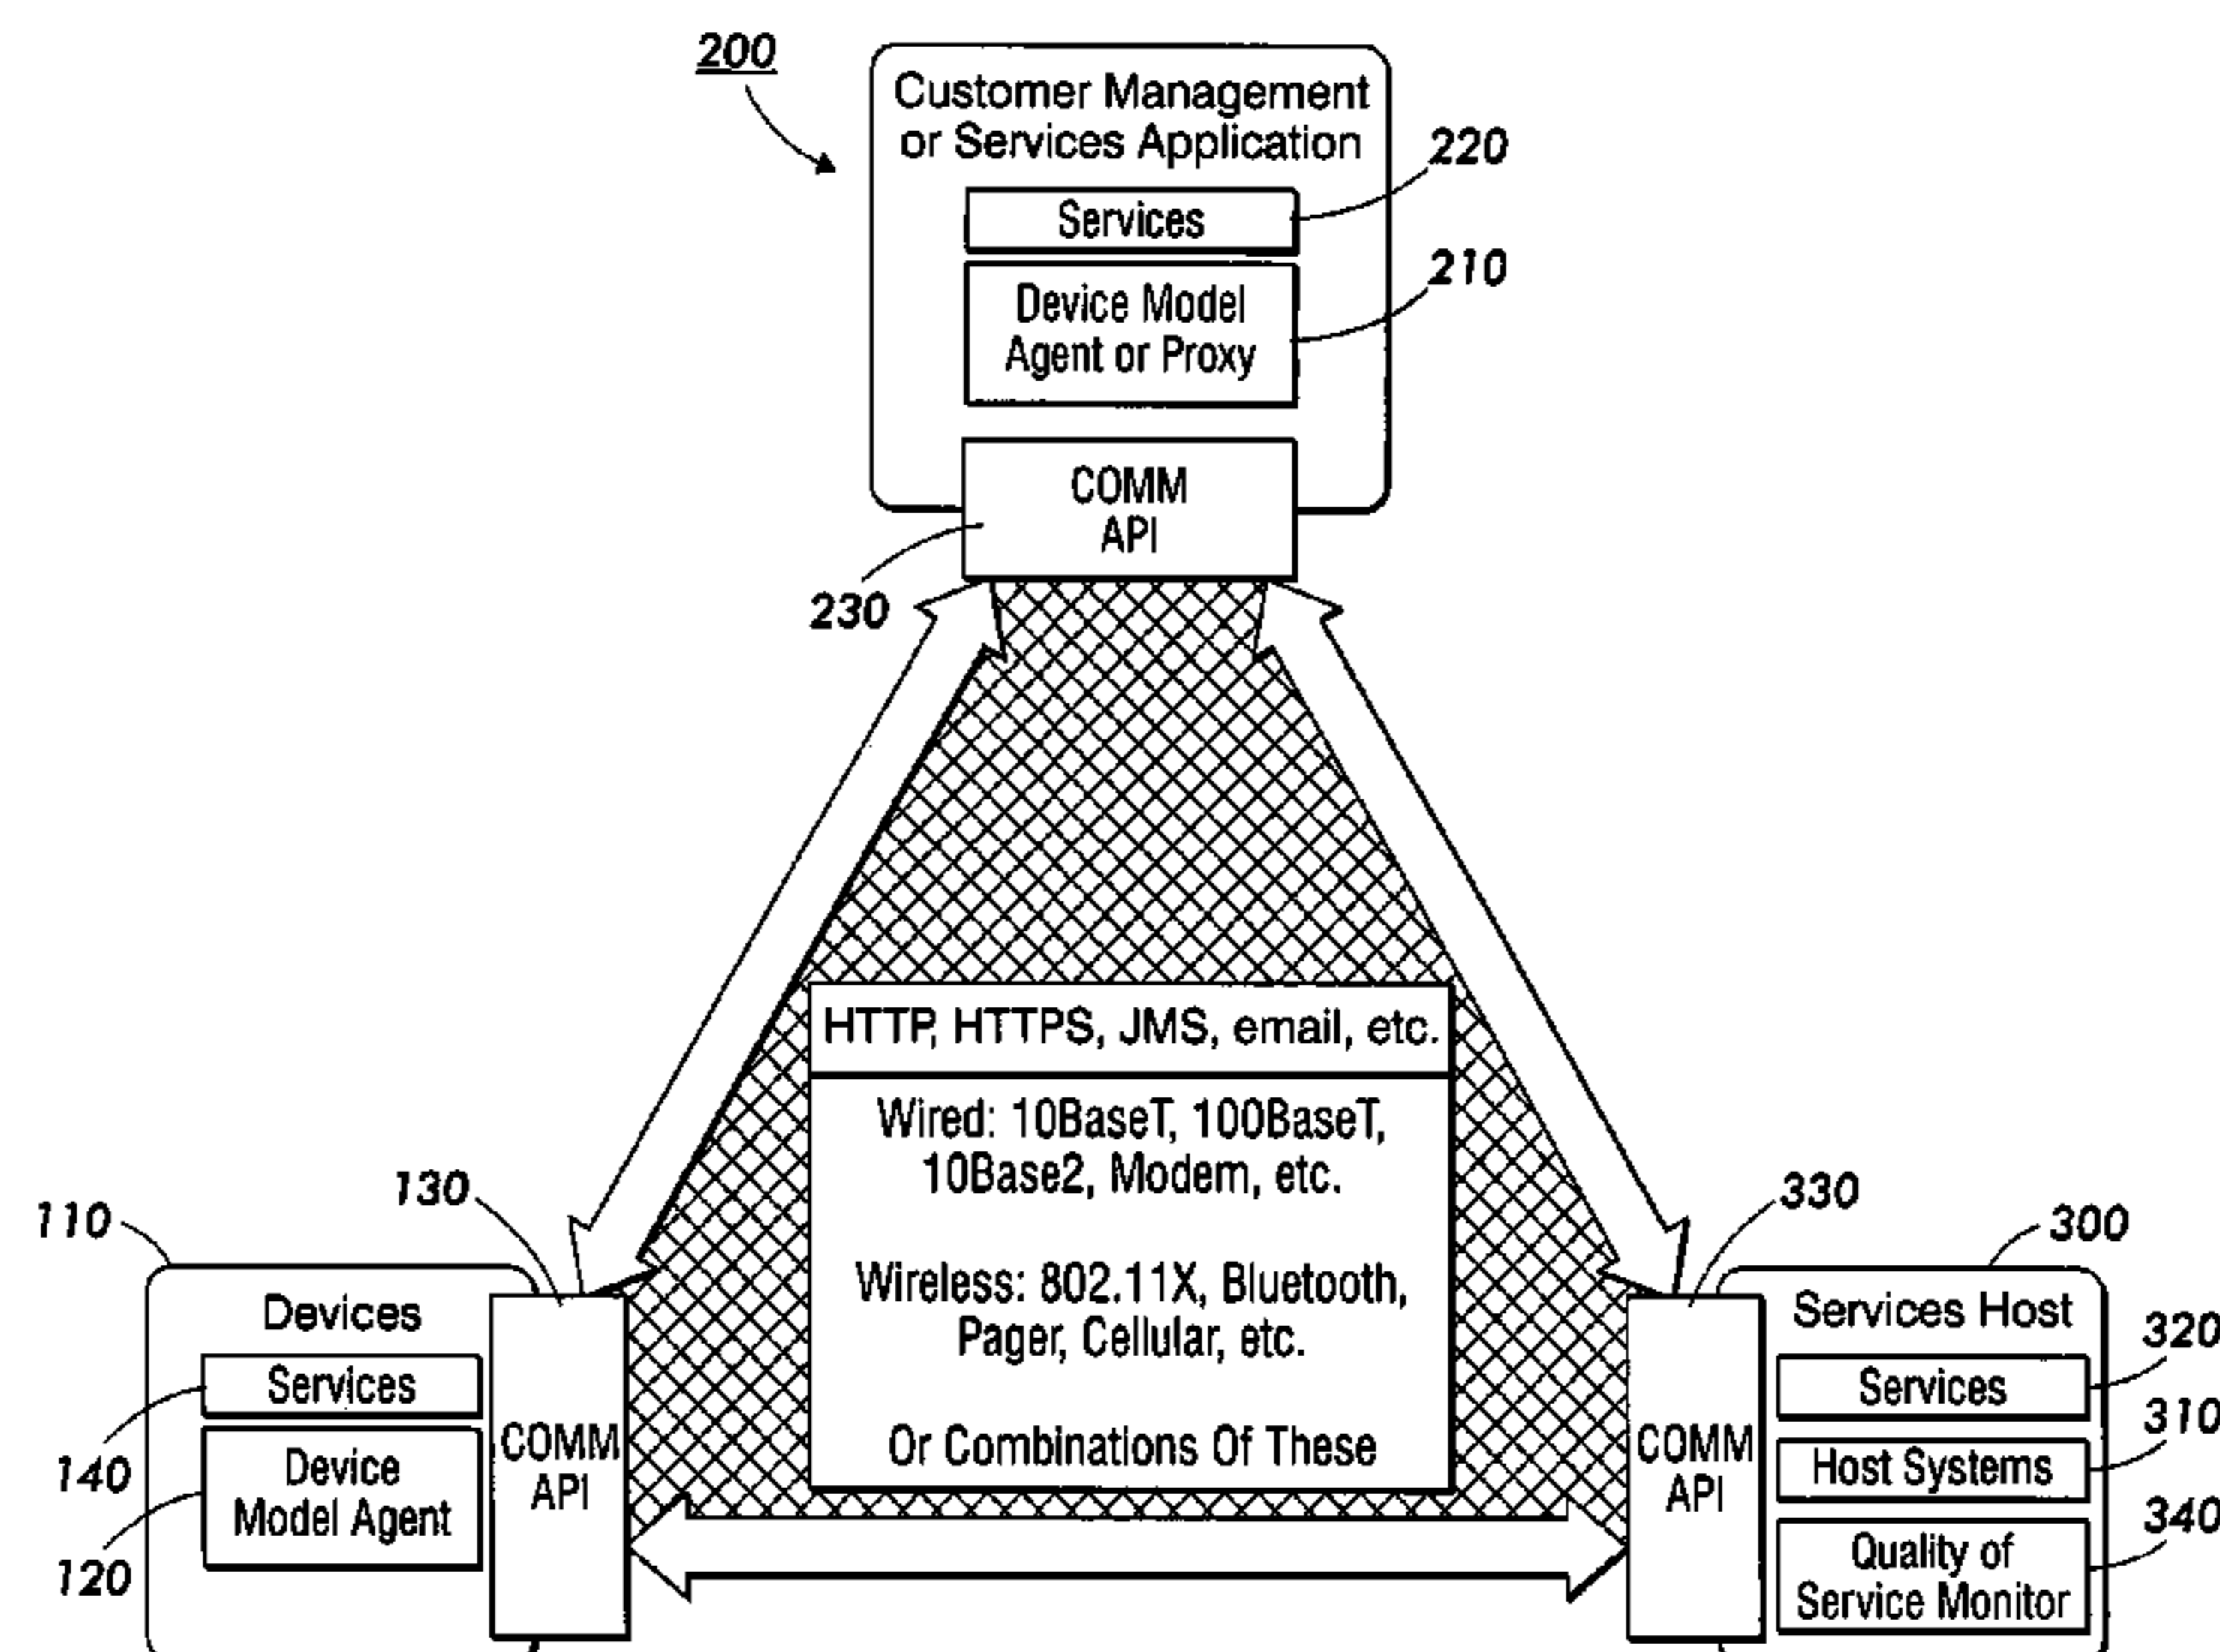 200
Customer Management
or Services Application
220
Services
210
Device Model
Agent or Proxy
COMM
API
230
HTTP, HTTPS, JMS, email, etc.
Wired: 10BaseT, 100BaseT,
10Base2, Modem, etc.
Wireless: 802.11X, Bluetooth,
Pager, Cellular, etc.
Or Combinations Of These
110
130
Devices
Services
140
Device
Model Agent
120
COMM
API
330
300
Services Host
320
Services
310
Host Systems
340
Quality of
Service Monitor
COMM
API